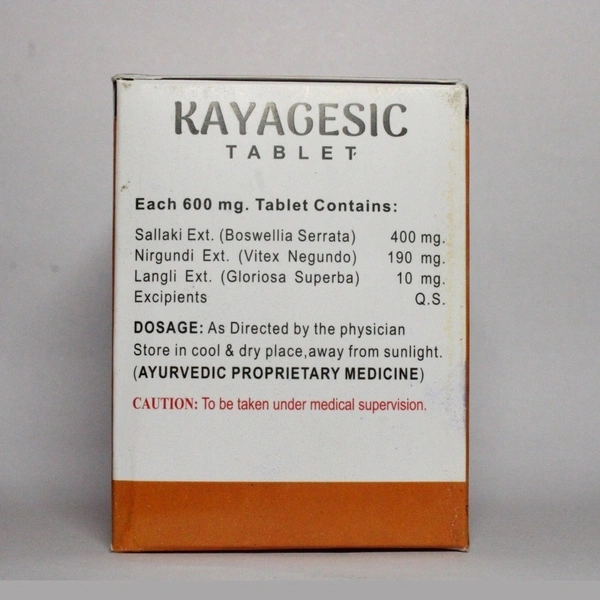 KAYAGESIC
TABLET
Each 600 mg. Tablet Contains:
Sallaki Ext. (Boswellia Serrata) 400 mg.
Nirgundi Ext. (Vitex Negundo) 190 mg.
Langli Ext. (Gloriosa Superba) 10 mg.
Excipients Q.S.
DOSAGE: As Directed by the physician
Store in cool & dry place,away from sunlight.
(AYURVEDIC PROPRIETARY MEDICINE)
CAUTION: To be taken under medical supervision.